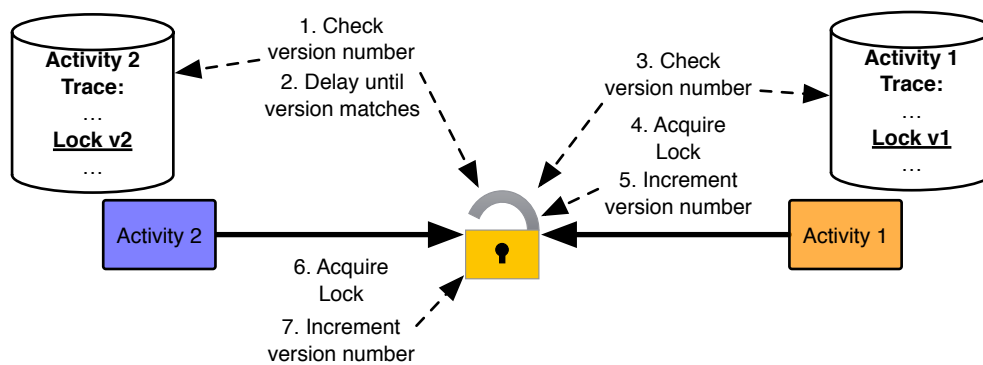 Activity 2
Trace:
…
Lock v2
…
1. Check
version number
2. Delay until
version matches
3. Check
version number
4. Acquire
Lock
5. Increment
version number
Activity 1
Trace:
…
Lock v1
…
Activity 2
Activity 1
6. Acquire
Lock
7. Increment
version number